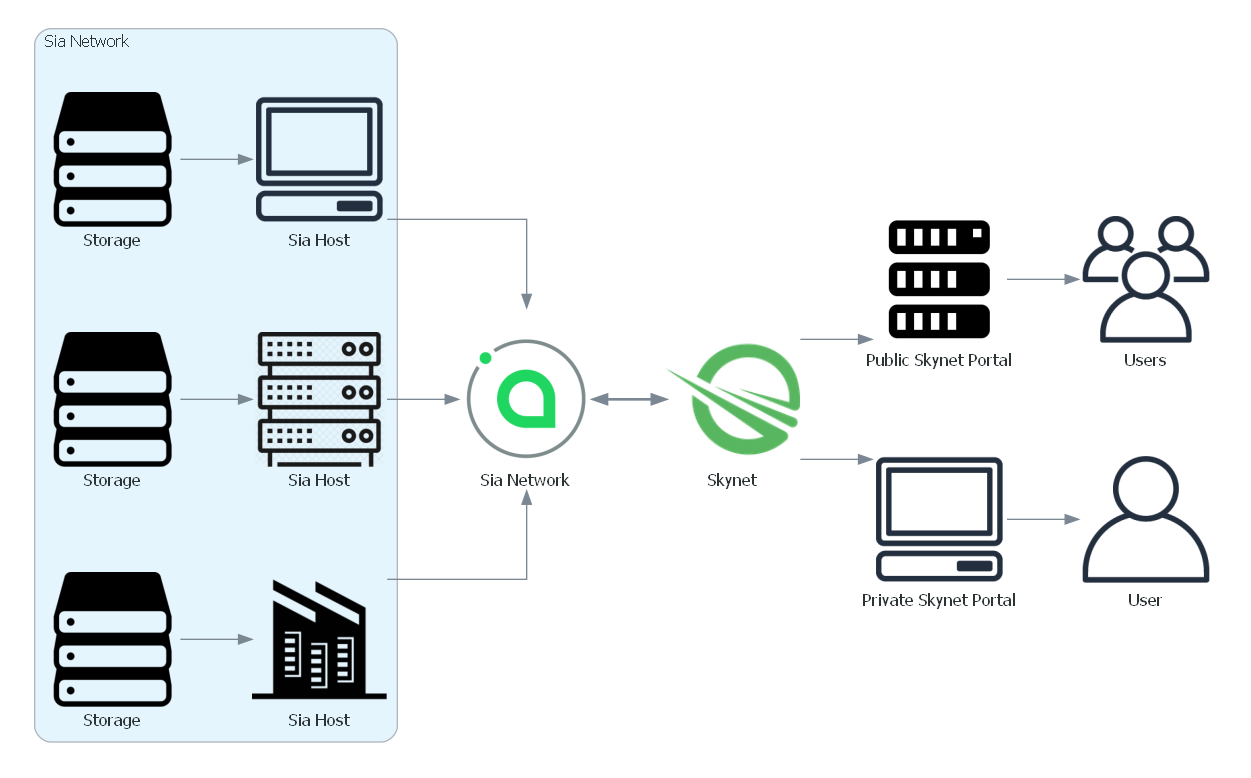 Sia Network
Storage
Sia Host
Storage
Sia Host
Storage
Sia Host
Sia Network
Skynet
Public Skynet Portal
Users
Private Skynet Portal
User